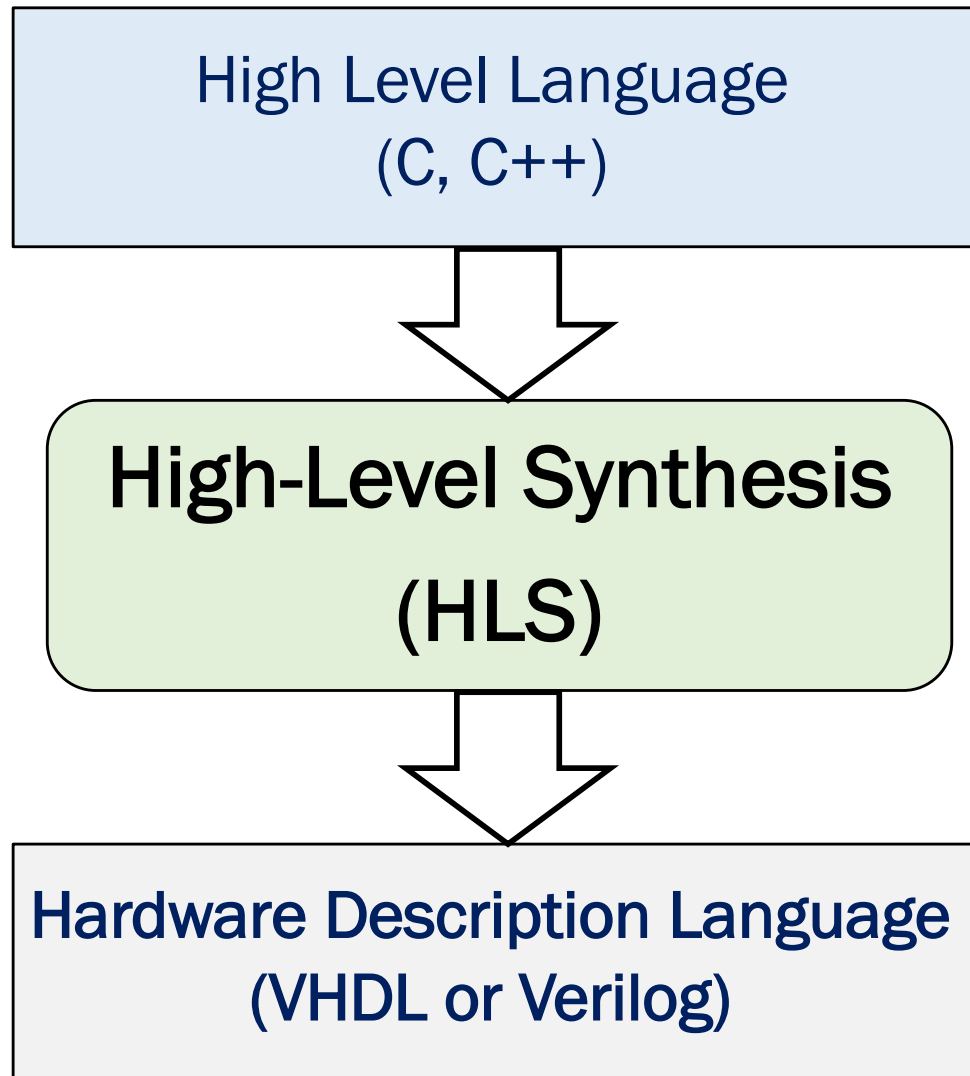 High Level Language
(C, C++)
High-Level Synthesis
(HLS)
Hardware Description Language
(VHDL or Verilog)